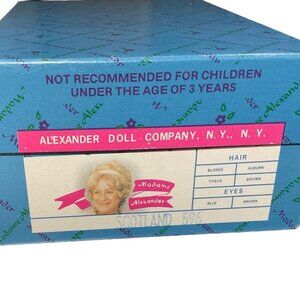 NOT RECOMMENDED FOR CHILDREN
UNDER THE AGE OF 3 YEARS
ALEXANDER DOLL COMPANY, N. Y., N. Y.
Madame
Alexander
SCOTLAND 596
HAIR
BLONDE AUBURN
TOSCA BROWN
EYES
BLUE BROWN